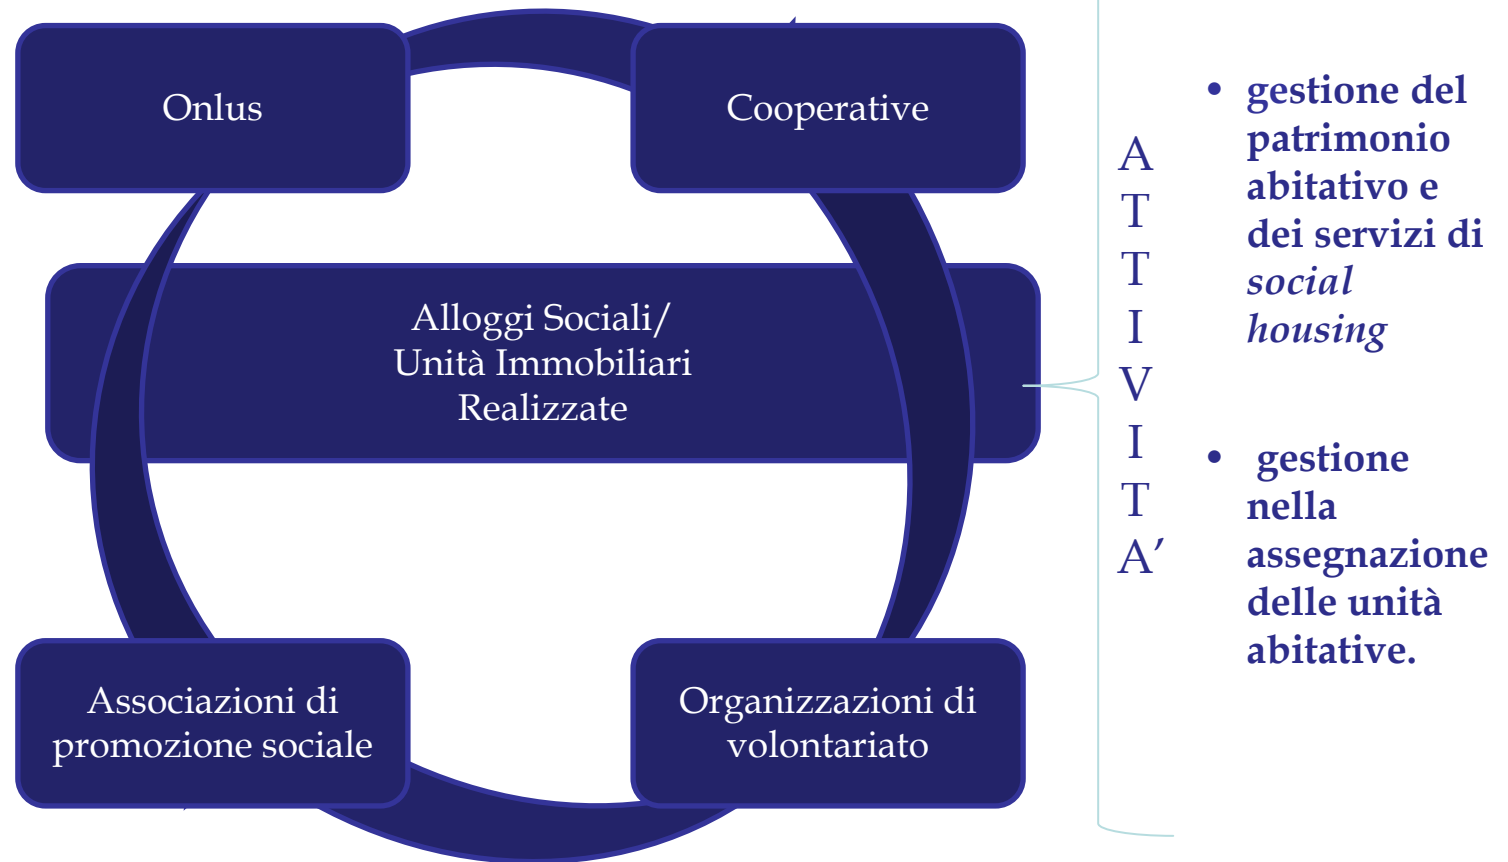 Onlus
Cooperative
Alloggi Sociali/
Unità Immobiliari
Realizzate
Associazioni di
promozione sociale
Organizzazioni di
volontariato
A
T
T
I
V
I
T
A’
• gestione del
patrimonio
abitativo e
dei servizi di
social
housing
• gestione
nella
assegnazione
delle unità
abitative.